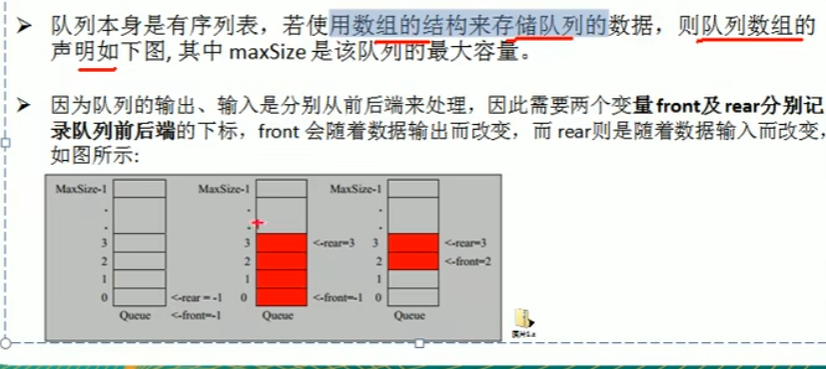 ➢ 队列本身是有序列表，若使用数组的结构来存储队列的数据，则队列数组的
声明如下图, 其中 maxSize 是该队列的最大容量。
➢ 因为队列的输出、输入是分别从前后端来处理，因此需要两个变量front及rear分别记
录队列前后端的下标，front 会随着数据输出而改变，而 rear则是随着数据输入而改变，
如图所示:
MaxSize-1 MaxSize-1 MaxSize-1
. . .
. . .
3 3 <-rear=3 3 <-rear=3
2 2 2 <-front=2
1 1 1
0 <-rear = -1 0 <-front=-1 0
Queue <-front=-1 Queue Queue